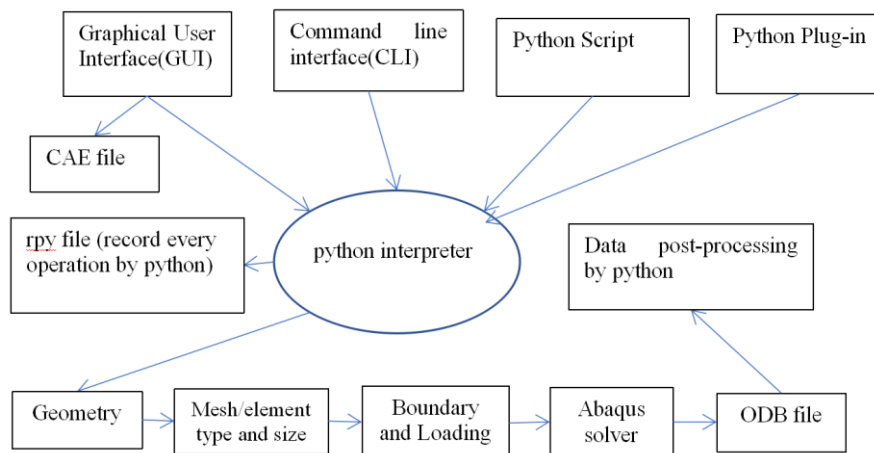 Graphical User
Interface(GUI)
Command line
interface(CLI)
Python Script
Python Plug-in
CAE file
rpy file (record every
operation by python)
python interpreter
Data post-processing
by python
Geometry
Mesh/element
type and size
Boundary
and Loading
Abaqus
solver
ODB file